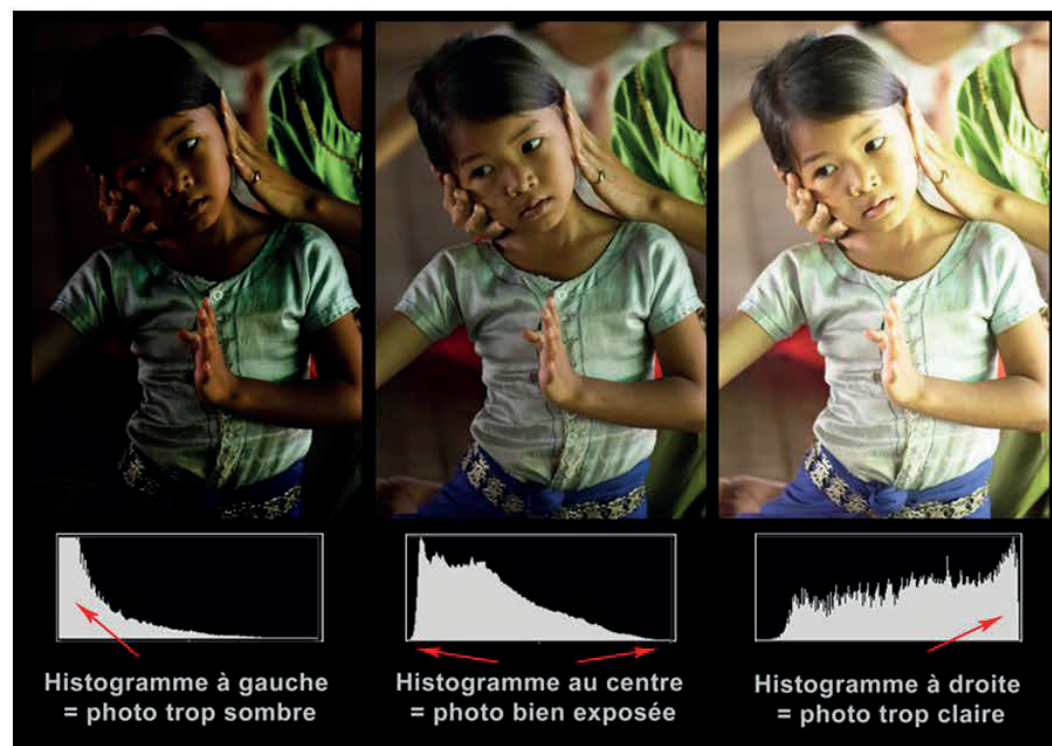 Histogramme à gauche
= photo trop sombre
Histogramme au centre
= photo bien exposée
Histogramme à droite
= photo trop claire